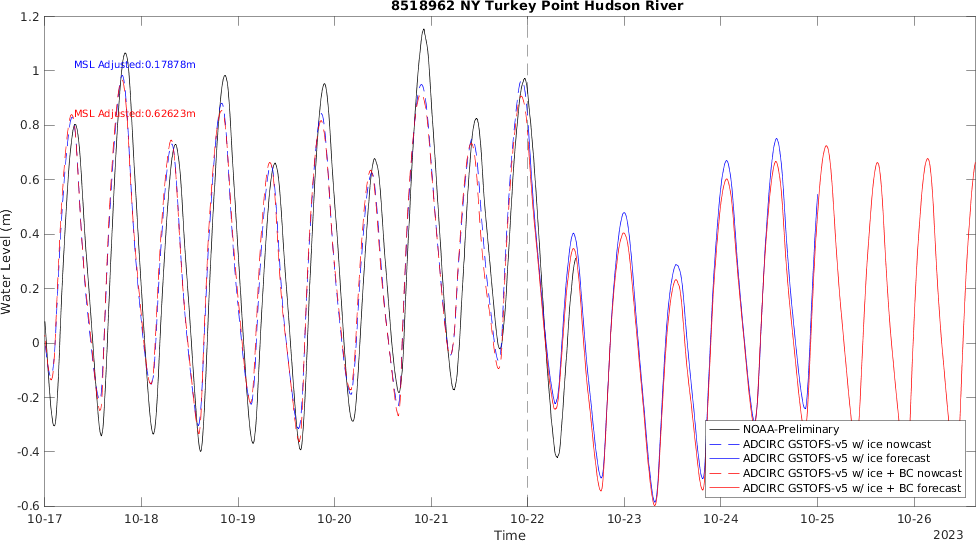 8518962 NY Turkey Point Hudson River
1.2
1
0.8
0.6
0.4
0.2
0
-0.2
-0.4
-0.6
Water Level (m)
MSL Adjusted:0.17878m
MSL Adjusted:0.62623m
NOAA-Preliminary
ADCIRC GSTOFS-v5 w/ ice nowcast
ADCIRC GSTOFS-v5 w/ ice forecast
ADCIRC GSTOFS-v5 w/ ice + BC nowcast
ADCIRC GSTOFS-v5 w/ ice + BC forecast
10-17 10-18 10-19 10-20 10-21 10-22 10-23 10-24 10-25 10-26
Time
2023